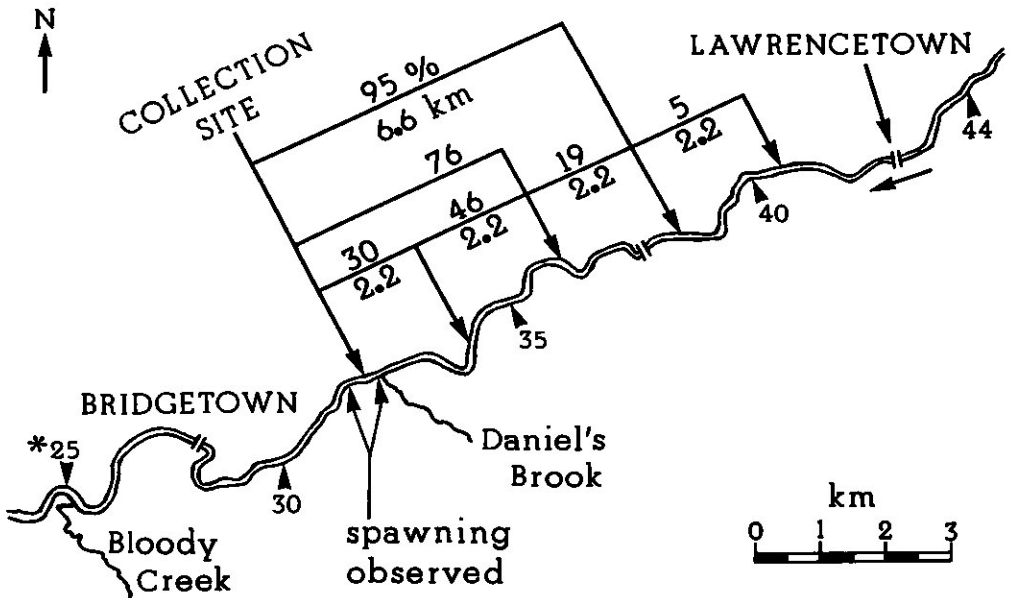 N
COLLECTION
SITE
95 %
6.6 km
76
5
2.2
19
2.2
46
2.2
30
2.2
LAWRENCETOWN
44
40
35
BRIDGETOWN
*25
30
Daniel's
Brook
Bloody
Creek
spawning
observed
km
0 1 2 3